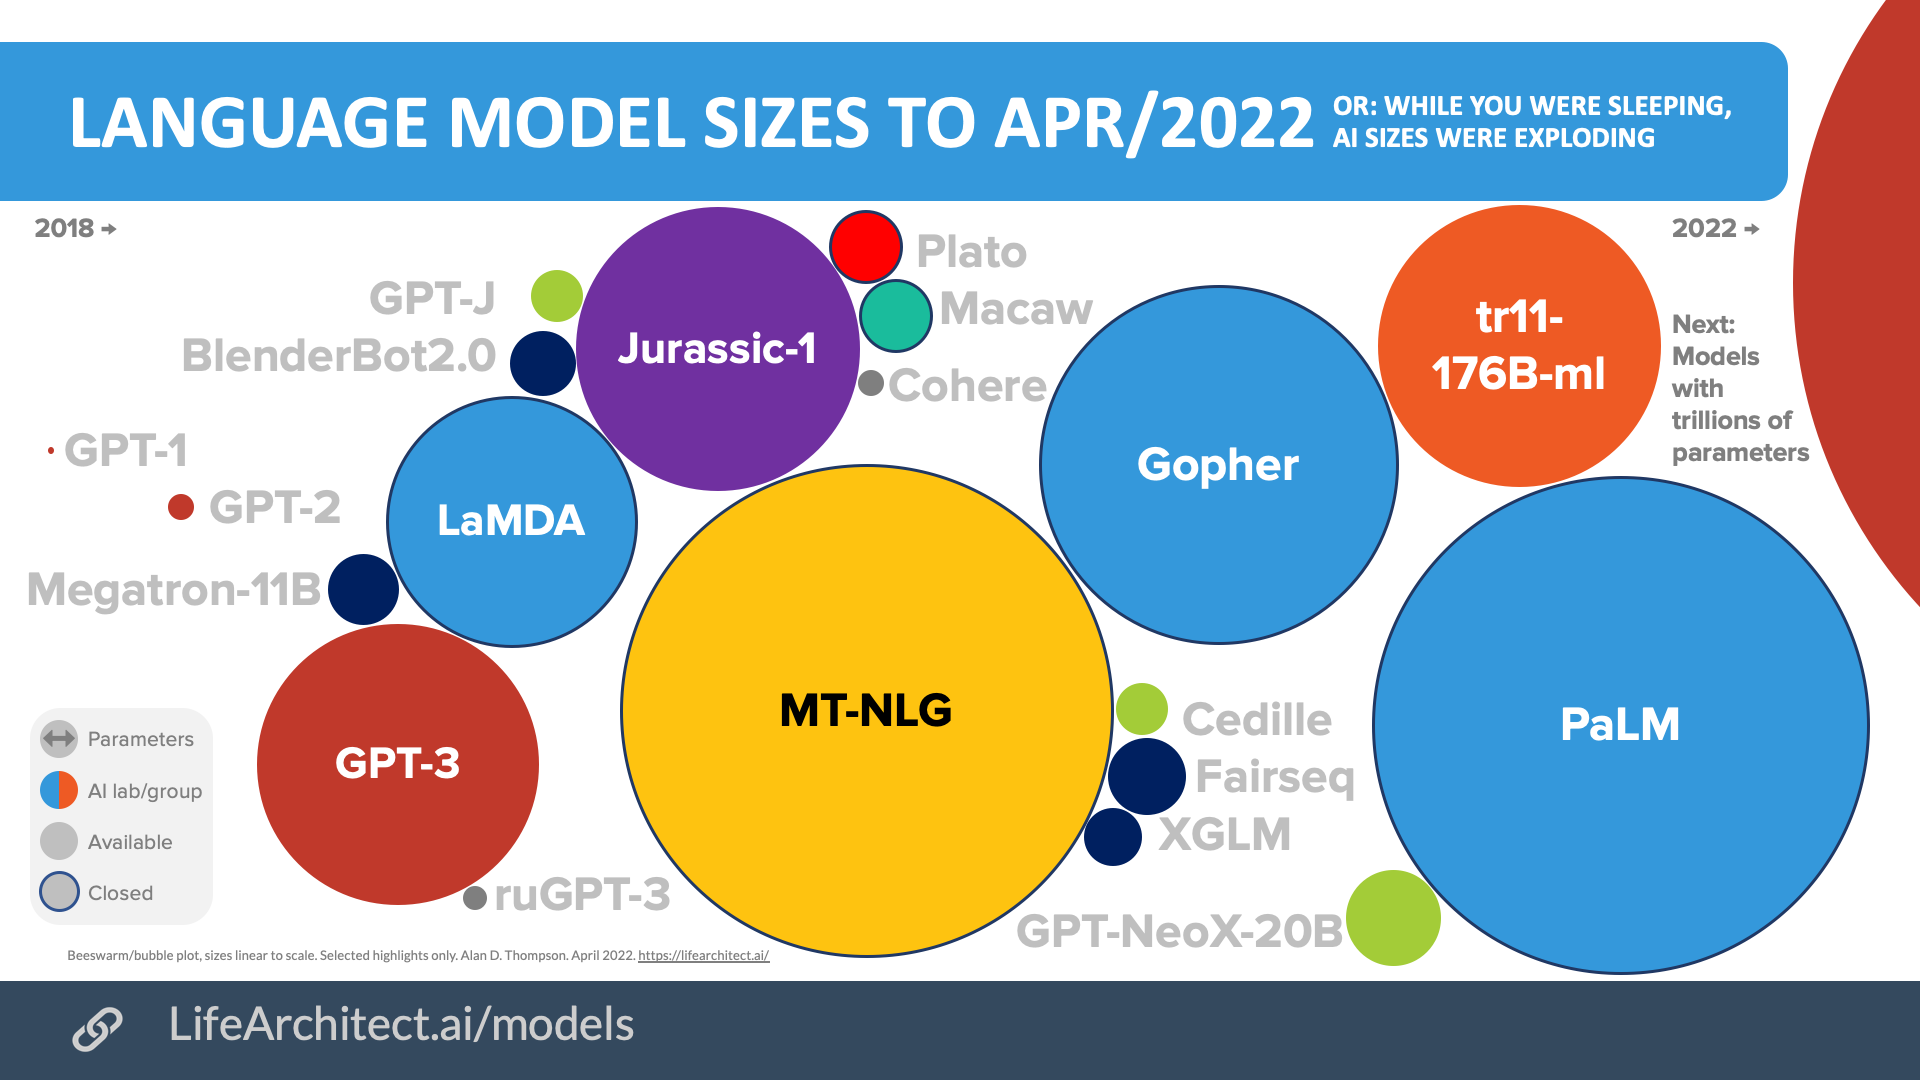 LANGUAGE MODEL SIZES TO APR/2022
OR: WHILE YOU WERE SLEEPING,
AI SIZES WERE EXPLODING
2018 →
2022 →
Plato
GPT-J
Macaw
tr11-
176B-ml
Next:
Models
with
trillions of
parameters
BlenderBot2.0
Jurassic-1
Cohere
GPT-1
Gopher
GPT-2
LaMDA
Megatron-11B
MT-NLG
Cedille
PaLM
GPT-3
Fairseq
XGLM
ruGPT-3
GPT-NeoX-20B
Parameters
AI lab/group
Available
Closed
Beeswarm/bubble plot, sizes linear to scale. Selected highlights only. Alan D. Thompson. April 2022. https://lifearchitect.ai/
LifeArchitect.ai/models